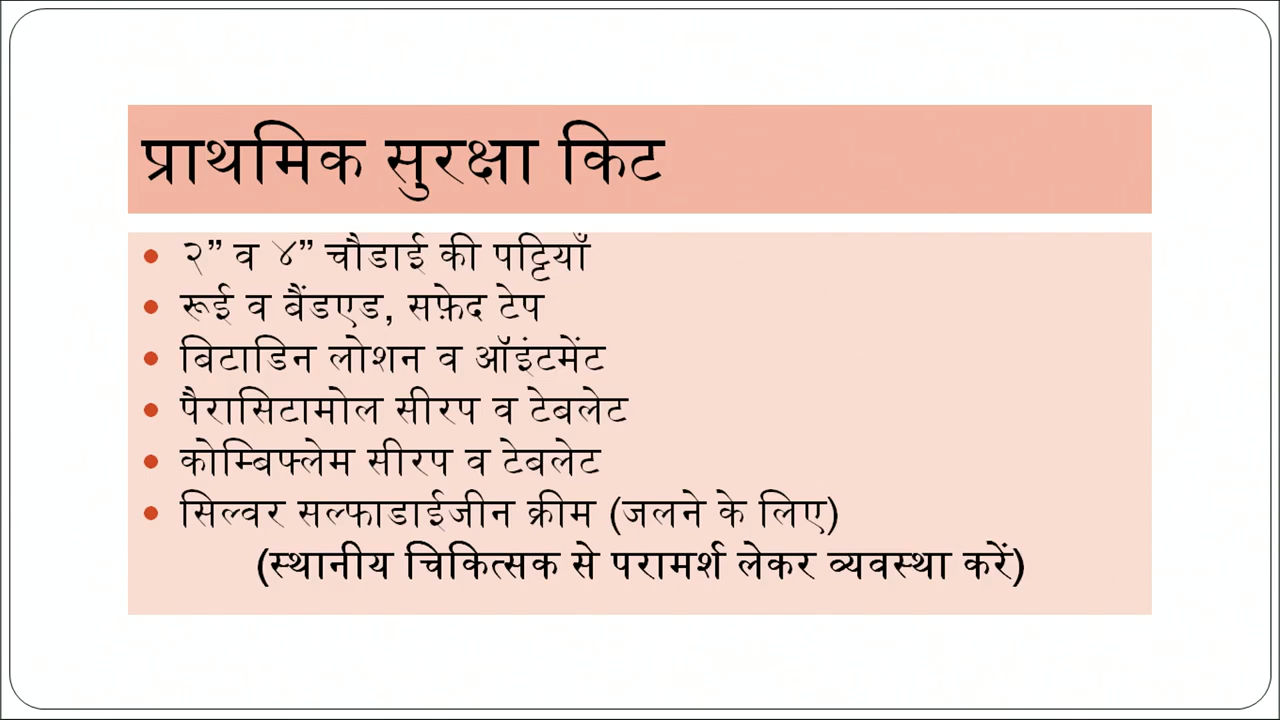 प्राथमिक सुरक्षा किट
• २” व ४” चौडाई की पट्टियाँ
• रूई व बैंडएड, सफ़ेद टेप
• बिटाडिन लोशन व ऑइंटमेंट
• पैरासिटामोल सीरप व टेबलेट
• कोम्बिफ्लेम सीरप व टेबलेट
• सिल्वर सल्फाडाईजीन क्रीम (जलने के लिए)
(स्थानीय चिकित्सक से परामर्श लेकर व्यवस्था करें)